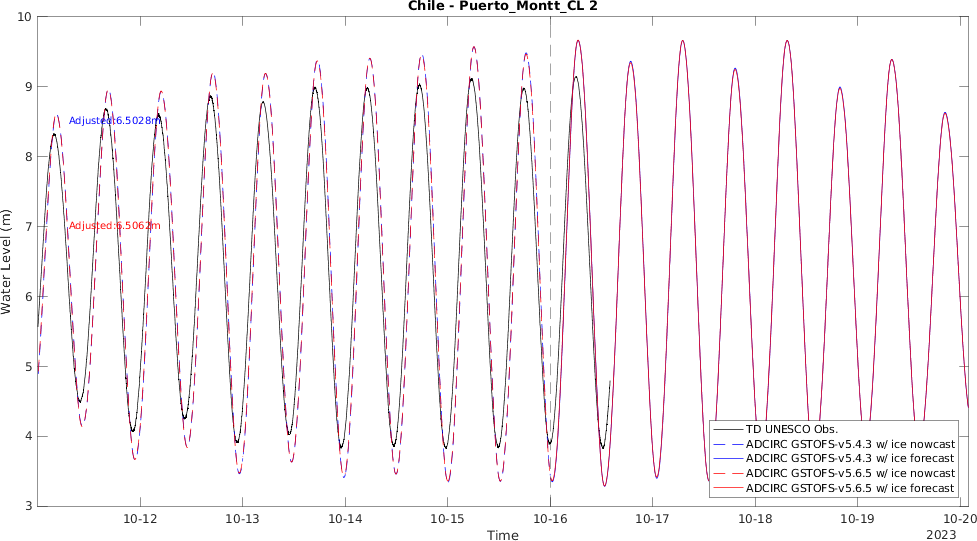 Chile - Puerto_Montt_CL 2
10
9
8
7
6
5
4
3
Water Level (m)
Adjusted:6.5028m
Adjusted:6.5062m
TD UNESCO Obs.
ADCIRC GSTOFS-v5.4.3 w/ ice nowcast
ADCIRC GSTOFS-v5.4.3 w/ ice forecast
ADCIRC GSTOFS-v5.6.5 w/ ice nowcast
ADCIRC GSTOFS-v5.6.5 w/ ice forecast
10-12 10-13 10-14 10-15 10-16 10-17 10-18 10-19 10-20
Time
2023